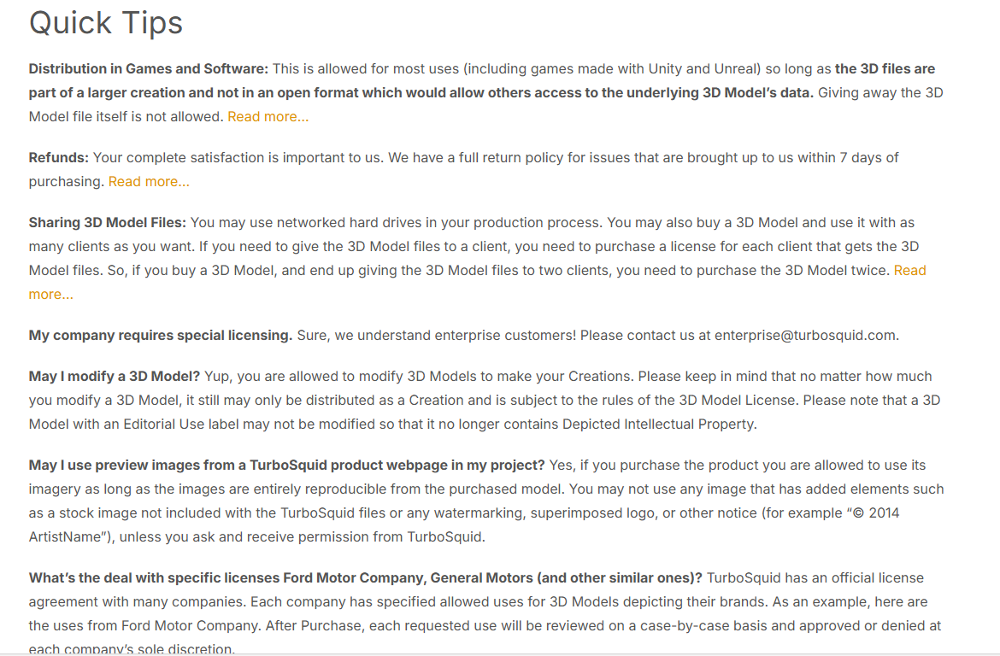 Quick Tips
Distribution in Games and Software: This is allowed for most uses (including games made with Unity and Unreal) so long as the 3D files are
part of a larger creation and not in an open format which would allow others access to the underlying 3D Model’s data. Giving away the 3D
Model file itself is not allowed. Read more...
Refunds: Your complete satisfaction is important to us. We have a full return policy for issues that are brought up to us within 7 days of
purchasing. Read more...
Sharing 3D Model Files: You may use networked hard drives in your production process. You may also buy a 3D Model and use it with as
many clients as you want. If you need to give the 3D Model files to a client, you need to purchase a license for each client that gets the 3D
Model files. So, if you buy a 3D Model, and end up giving the 3D Model files to two clients, you need to purchase the 3D Model twice. Read
more...
My company requires special licensing. Sure, we understand enterprise customers! Please contact us at enterprise@turbosquid.com.
May I modify a 3D Model? Yup, you are allowed to modify 3D Models to make your Creations. Please keep in mind that no matter how much
you modify a 3D Model, it still may only be distributed as a Creation and is subject to the rules of the 3D Model License. Please note that a 3D
Model with an Editorial Use label may not be modified so that it no longer contains Depicted Intellectual Property.
May I use preview images from a TurboSquid product webpage in my project? Yes, if you purchase the product you are allowed to use its
imagery as long as the images are entirely reproducible from the purchased model. You may not use any image that has added elements such
as a stock image not included with the TurboSquid files or any watermarking, superimposed logo, or other notice (for example “© 2014
ArtistName”), unless you ask and receive permission from TurboSquid.
What’s the deal with specific licenses Ford Motor Company, General Motors (and other similar ones)? TurboSquid has an official license
agreement with many companies. Each company has specified allowed uses for 3D Models depicting their brands. As an example, here are
the uses from Ford Motor Company. After Purchase, each requested use will be reviewed on a case-by-case basis and approved or denied at
each company’s sole discretion.